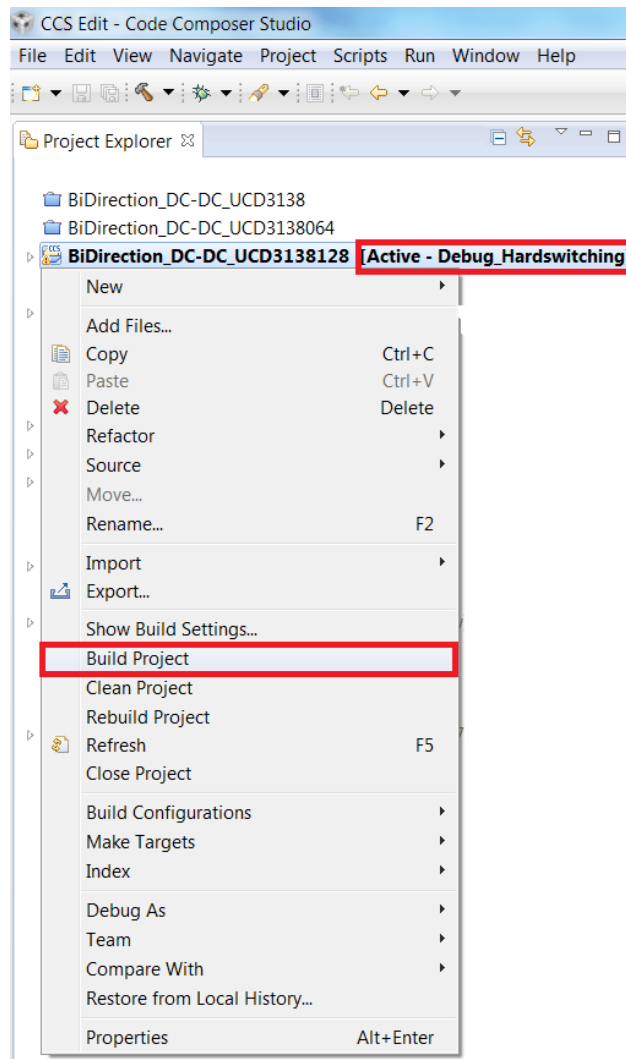 CCS Edit - Code Composer Studio
File Edit View Navigate Project Scripts Run Window Help
Project Explorer
BiDirection_DC-DC_UCD3138
BiDirection_DC-DC_UCD3138064
BiDirection_DC-DC_UCD3138128 [Active - Debug_Hardswitching]
New
Add Files...
Copy Ctrl+C
Paste Ctrl+V
Delete Delete
Refactor
Source
Move...
Rename... F2
Import
Export...
Show Build Settings...
Build Project
Clean Project
Rebuild Project
Refresh F5
Close Project
Build Configurations
Make Targets
Index
Debug As
Team
Compare With
Restore from Local History...
Properties Alt+Enter